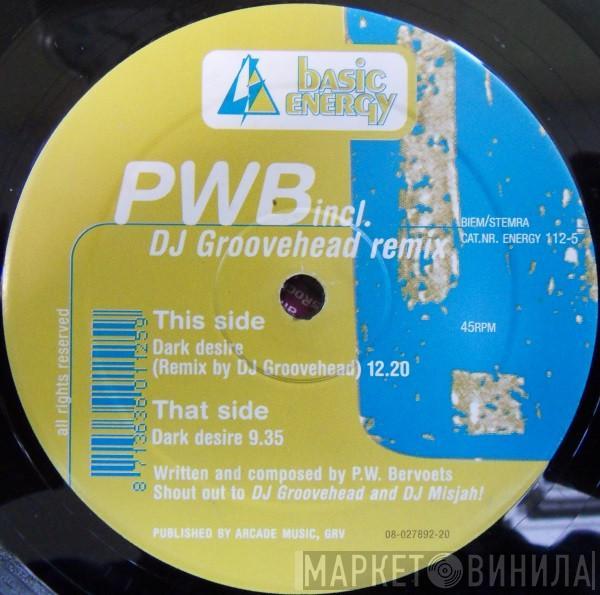 basic
ENERGY
PWB incl.
DJ Groovehead remix
BIEM/STEMRA
CAT.NR. ENERGY 112-5
45RPM
all rights reserved
This side
Dark desire
(Remix by DJ Groovehead) 12.20
That side
Dark desire 9.35
8 713636 011259
Written and composed by P.W. Bervoets
Shout out to DJ Groovehead and DJ Misjah!
PUBLISHED BY ARCADE MUSIC, GRV
08-027892-20
МАРКЕТ ВИНИЛА